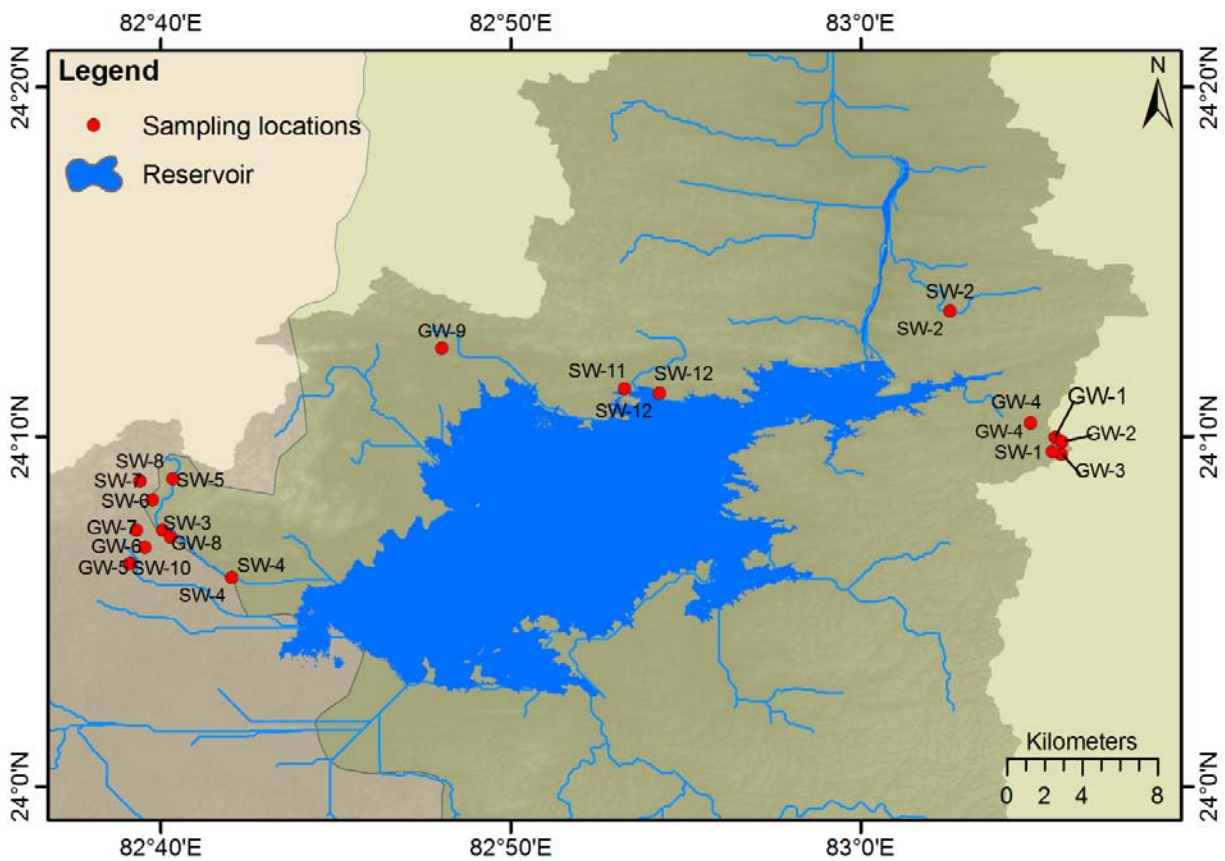 82°40'E 82°50'E 83°0'E
24°20'N 24°20'N
Legend
N
Sampling locations
Reservoir
SW-2
SW-2
GW-9
SW-11 SW-12
SW-12
GW-4 GW-1
24°10'N GW-4 GW-2 24°10'N
SW-1
GW-3
SW-8
SW-7 SW-5
SW-6
GW-7 SW-3
GW-6 GW-8
GW-5 SW-10 SW-4
SW-4
Kilometers
0 2 4 8
24°0'N 24°0'N
82°40'E 82°50'E 83°0'E